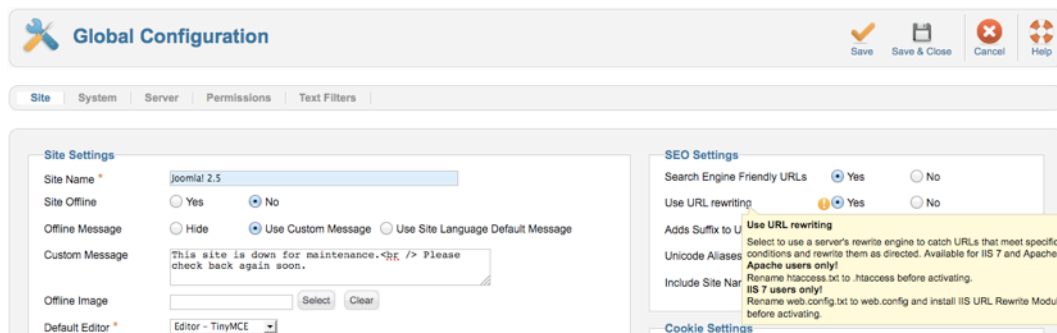 Global Configuration
Save
Save & Close
Cancel
Help
Site
System
Server
Permissions
Text Filters
Site Settings
Site Name *
Joomla! 2.5
Site Offline
Yes
No
Offline Message
Hide
Use Custom Message
Use Site Language Default Message
Custom Message
This site is down for maintenance.<br /> Please
check back again soon.
Offline Image
Select
Clear
Default Editor *
Editor - TinyMCE
SEO Settings
Search Engine Friendly URLs
Yes
No
Use URL rewriting
Yes
No
Adds Suffix to U
Unicode Aliases
Include Site Nar
Use URL rewriting
Select to use a server's rewrite engine to catch URLs that meet specific
conditions and rewrite them as directed. Available for IIS 7 and Apache
Apache users only!
Rename htaccess.txt to .htaccess before activating.
IIS 7 users only!
Rename web.config.txt to web.config and install IIS URL Rewrite Modu
before activating.
Cookie Settings